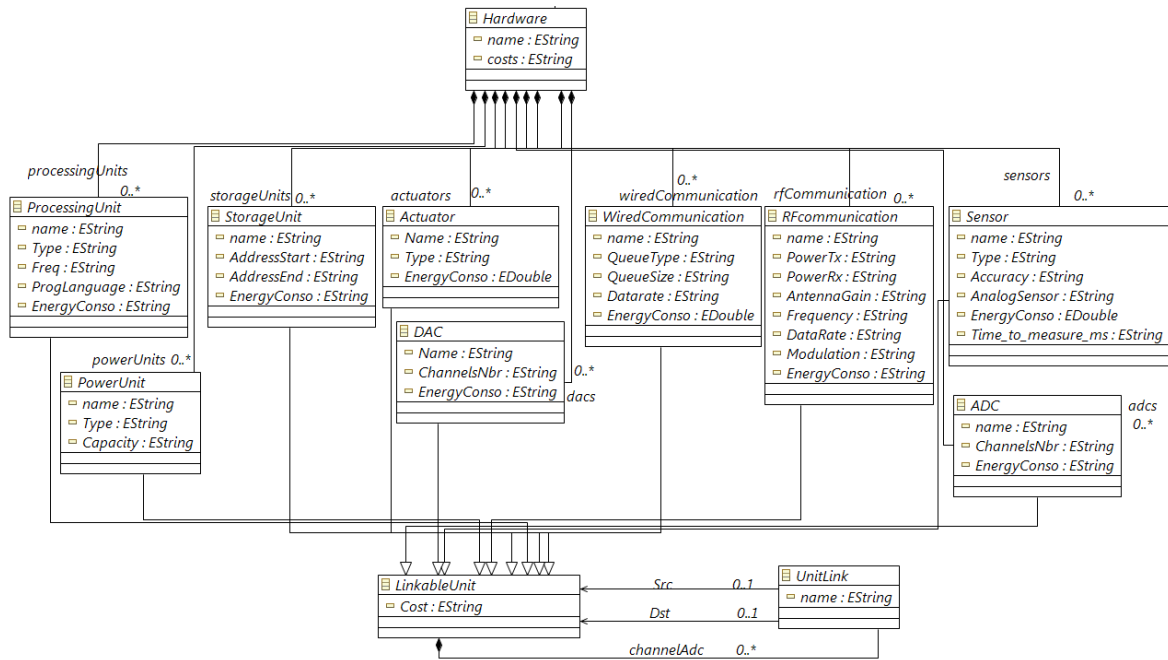 Hardware
name : EString
costs : EString
processingUnits
0..*
ProcessingUnit
name : EString
Type : EString
Freq : EString
ProgLanguage : EString
EnergyConso : EString
powerUnits 0..*
PowerUnit
name : EString
Type : EString
Capacity : EString
storageUnits
0..*
StorageUnit
name : EString
AddressStart : EString
AddressEnd : EString
EnergyConso : EString
actuators
0..*
Actuator
Name : EString
Type : EString
EnergyConso : EDouble
DAC
Name : EString
ChannelsNbr : EString
EnergyConso : EString
0..*
dacs
0..*
wiredCommunication
WiredCommunication
name : EString
QueueType : EString
QueueSize : EString
Datarate : EString
EnergyConso : EDouble
rfCommunication
0..*
RFcommunication
name : EString
PowerTx : EString
PowerRx : EString
AntennaGain : EString
Frequency : EString
DataRate : EString
Modulation : EString
EnergyConso : EString
sensors
0..*
Sensor
name : EString
Type : EString
Accuracy : EString
AnalogSensor : EString
EnergyConso : EDouble
Time_to_measure_ms : EString
ADC
name : EString
ChannelsNbr : EString
EnergyConso : EString
adcs
0..*
LinkableUnit
Cost : EString
Src 0..1
Dst 0..1
channelAdc 0..*
UnitLink
name : EString